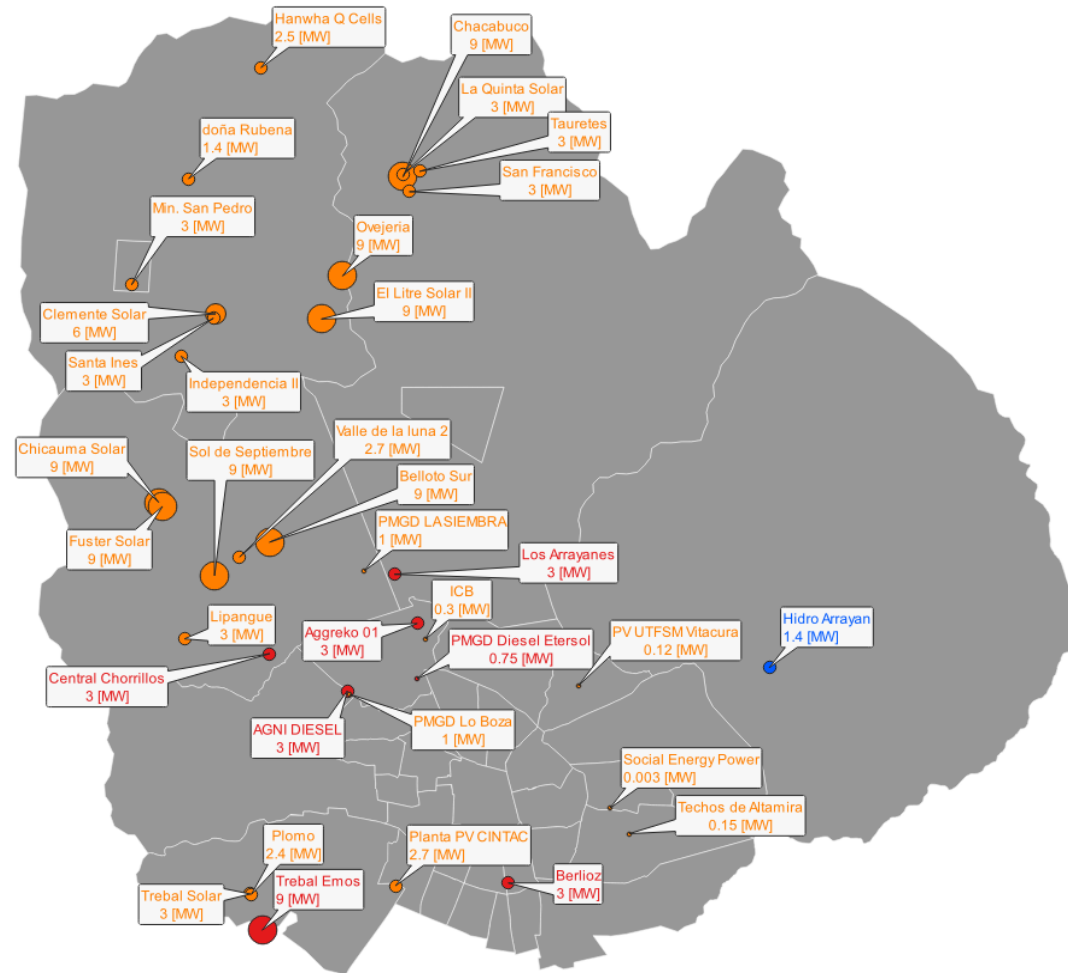 Hanwha Q Cells
2.5 [MW]
Chacabuco
9 [MW]
La Quinta Solar
3 [MW]
Tauretes
3 [MW]
doña Rubena
1.4 [MW]
San Francisco
3 [MW]
Min. San Pedro
3 [MW]
Ovejeria
9 [MW]
El Litre Solar II
9 [MW]
Clemente Solar
6 [MW]
Santa Ines
3 [MW]
Independencia II
3 [MW]
Valle de la luna 2
2.7 [MW]
Chicauma Solar
9 [MW]
Sol de Septiembre
9 [MW]
Belloto Sur
9 [MW]
Fuster Solar
9 [MW]
PMGD LA SIEMBRA
1 [MW]
Los Arrayanes
3 [MW]
ICB
0.3 [MW]
Lipangue
3 [MW]
Aggreko 01
3 [MW]
PMGD Diesel Etersol
0.75 [MW]
PV UTFSM Vitacura
0.12 [MW]
Hidro Arrayan
1.4 [MW]
Central Chorrillos
3 [MW]
AGNI DIESEL
3 [MW]
PMGD Lo Boza
1 [MW]
Social Energy Power
0.003 [MW]
Techos de Altamira
0.15 [MW]
Plomo
2.4 [MW]
Planta PV CINTAC
2.7 [MW]
Trebal Emos
9 [MW]
Berlioz
3 [MW]
Trebal Solar
3 [MW]